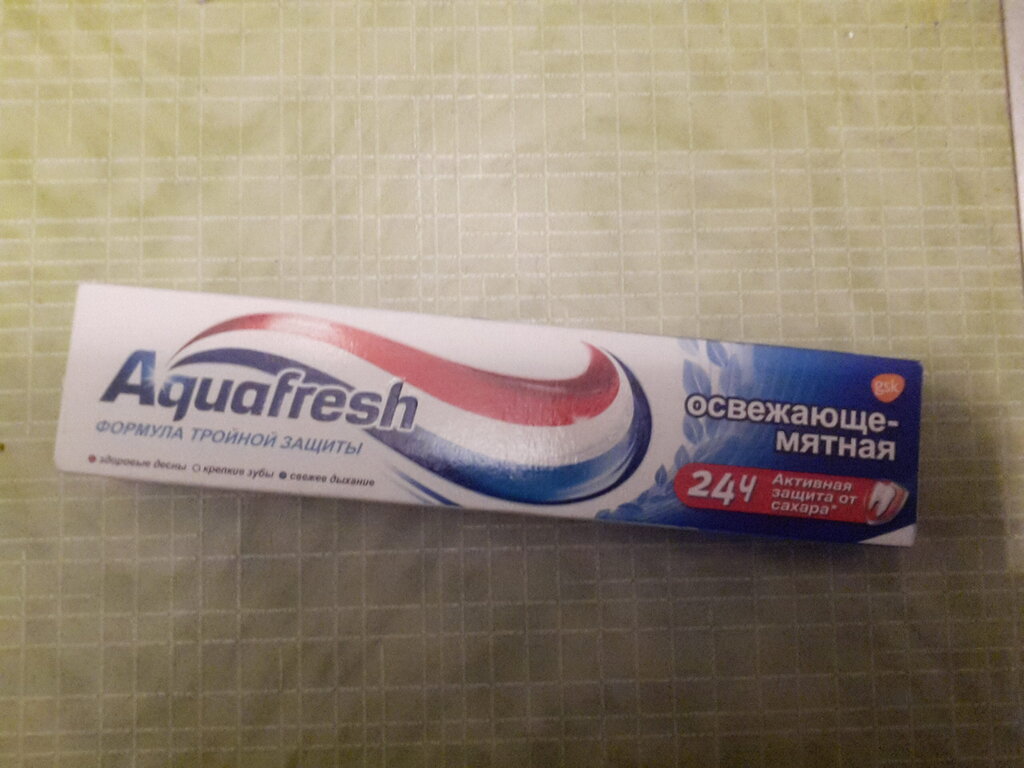 Aquafresh
ФОРМУЛА ТРОЙНОЙ ЗАЩИТЫ
здоровые десны крепкие зубы свежее дыхание
gsk
освежающе-
мятная
24ч
Активная
защита от
сахара*